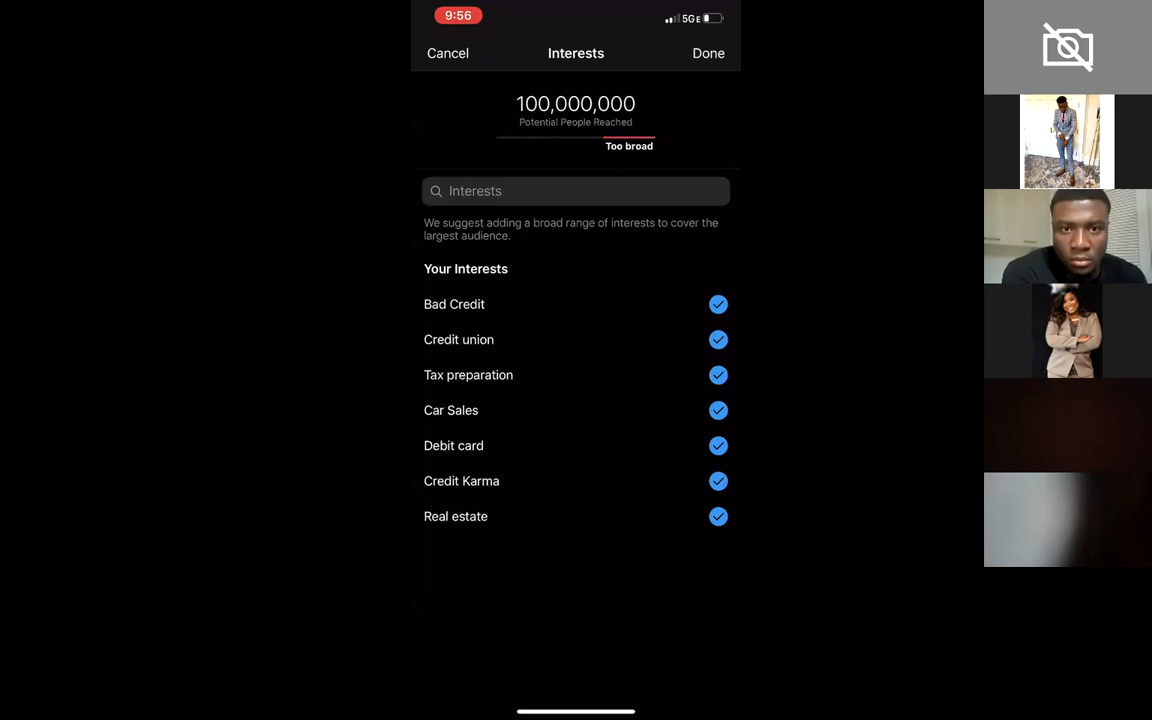 9:56
5GE
Cancel
Interests
Done
100,000,000
Potential People Reached
Too broad
Interests
We suggest adding a broad range of interests to cover the
largest audience.
Your Interests
Bad Credit
Credit union
Tax preparation
Car Sales
Debit card
Credit Karma
Real estate